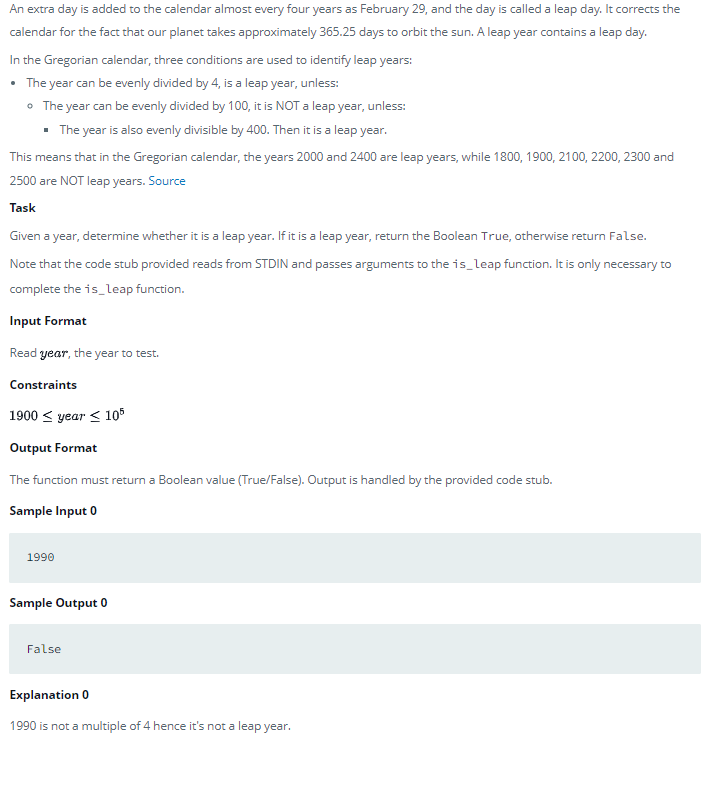 An extra day is added to the calendar almost every four years as February 29, and the day is called a leap day. It corrects the
calendar for the fact that our planet takes approximately 365.25 days to orbit the sun. A leap year contains a leap day.
In the Gregorian calendar, three conditions are used to identify leap years:
• The year can be evenly divided by 4, is a leap year, unless:
◦ The year can be evenly divided by 100, it is NOT a leap year, unless:
▪ The year is also evenly divisible by 400. Then it is a leap year.
This means that in the Gregorian calendar, the years 2000 and 2400 are leap years, while 1800, 1900, 2100, 2200, 2300 and
2500 are NOT leap years. Source
Task
Given a year, determine whether it is a leap year. If it is a leap year, return the Boolean True, otherwise return False.
Note that the code stub provided reads from STDIN and passes arguments to the is_leap function. It is only necessary to
complete the is_leap function.
Input Format
Read year, the year to test.
Constraints
1900 ≤ year ≤ 10⁵
Output Format
The function must return a Boolean value (True/False). Output is handled by the provided code stub.
Sample Input 0
1990
Sample Output 0
False
Explanation 0
1990 is not a multiple of 4 hence it's not a leap year.